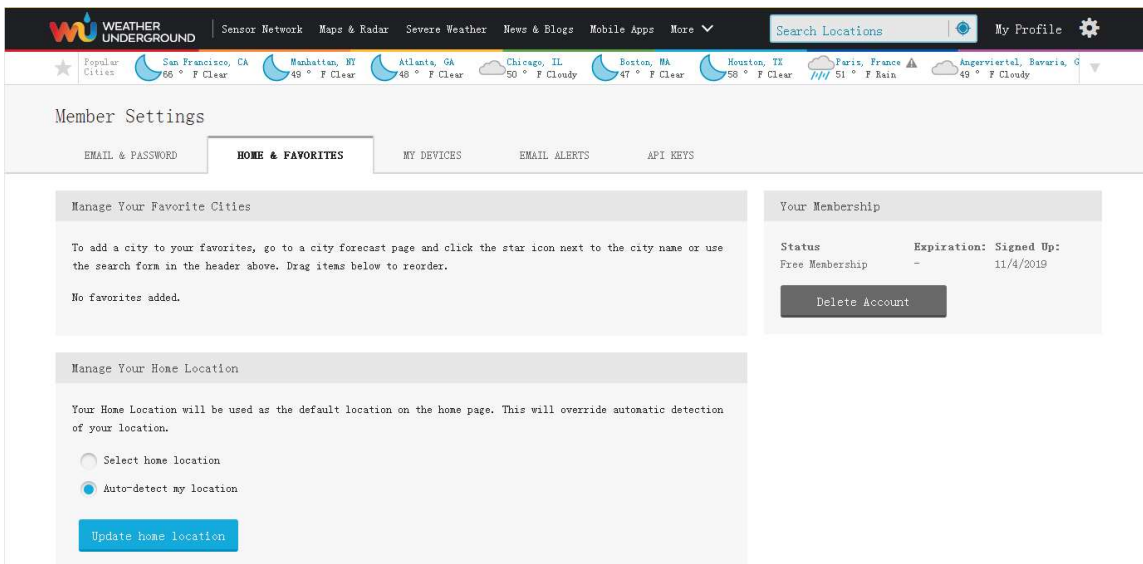 WEATHER UNDERGROUND
Sensor Network Maps & Radar Severe Weather News & Blogs Mobile Apps More
Search Locations
My Profile
Popular Cities
San Francisco, CA
66 ° F Clear
Manhattan, NY
49 ° F Clear
Atlanta, GA
48 ° F Clear
Chicago, IL
50 ° F Cloudy
Boston, MA
47 ° F Clear
Houston, TX
58 ° F Clear
Paris, France
51 ° F Rain
Angerviertel, Bavaria, G
49 ° F Cloudy
Member Settings
EMAIL & PASSWORD HOME & FAVORITES MY DEVICES EMAIL ALERTS API KEYS
Manage Your Favorite Cities
To add a city to your favorites, go to a city forecast page and click the star icon next to the city name or use
the search form in the header above. Drag items below to reorder.
No favorites added.
Your Membership
Status Expiration: Signed Up:
Free Membership - 11/4/2019
Delete Account
Manage Your Home Location
Your Home Location will be used as the default location on the home page. This will override automatic detection
of your location.
Select home location
Auto-detect my location
Update home location